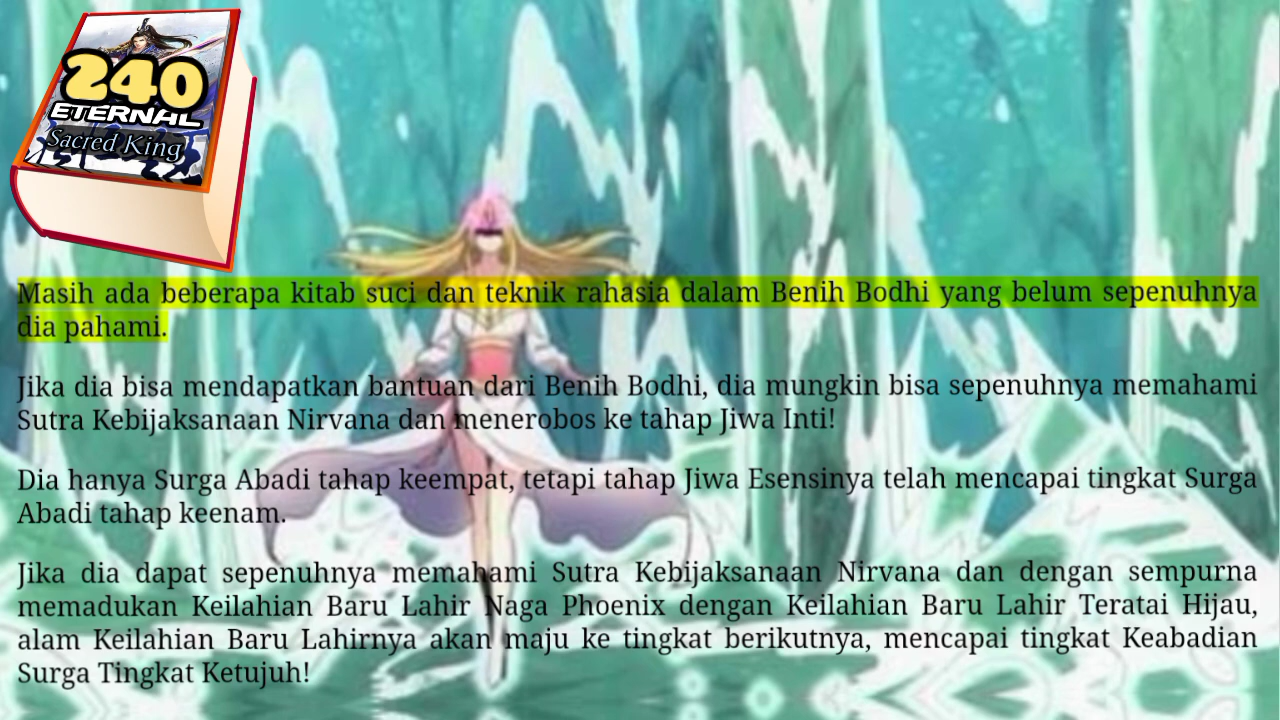 240
ETERNAL
Sacred King
Masih ada beberapa kitab suci dan teknik rahasia dalam Benih Bodhi yang belum sepenuhnya
dia pahami.
Jika dia bisa mendapatkan bantuan dari Benih Bodhi, dia mungkin bisa sepenuhnya memahami
Sutra Kebijaksanaan Nirvana dan menerobos ke tahap Jiwa Inti!
Dia hanya Surga Abadi tahap keempat, tetapi tahap Jiwa Esensinya telah mencapai tingkat Surga
Abadi tahap keenam.
Jika dia dapat sepenuhnya memahami Sutra Kebijaksanaan Nirvana dan dengan sempurna
memadukan Keilahian Baru Lahir Naga Phoenix dengan Keilahian Baru Lahir Teratai Hijau,
alam Keilahian Baru Lahirnya akan maju ke tingkat berikutnya, mencapai tingkat Keabadian
Surga Tingkat Ketujuh!